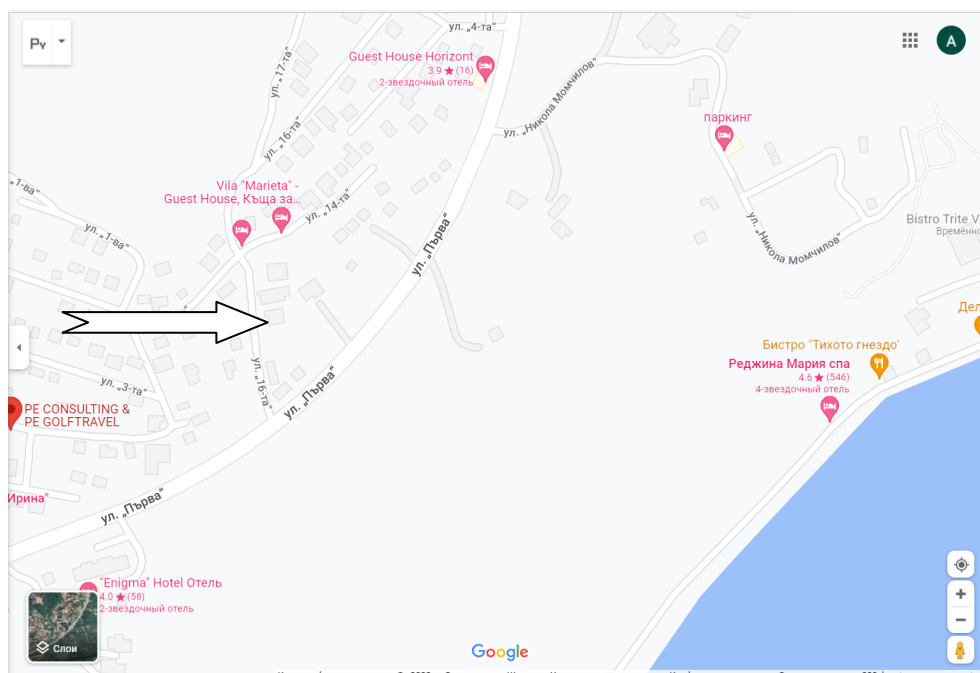 Ру
ул. „4-та“
A
Guest House Horizont
3.9 ★ (16)
2-звездочный отель
ул. „17-та“
ул. „Никола Момчилов“
паркинг
ул. „16-та“
Vila "Marieta" -
Guest House, Къща за...
ул. „14-та“
„1-ва“
ул. „1-ва“
ул. „Първа“
ул. „Никола Момчилов“
Bistro Trite V
Временно
Дел
Бистро "Тихото гнездо'
Реджина Мария спа
4.6 ★ (546)
4-звездочный отель
ул. „16-та“
ул. „3-та“
ул. „Първа“
PE CONSULTING &
PE GOLFTRAVEL
Ирина"
ул. „Първа“
"Enigma" Hotel Отель
4.0 ★ (58)
2-звездочный отель
Слои
Google